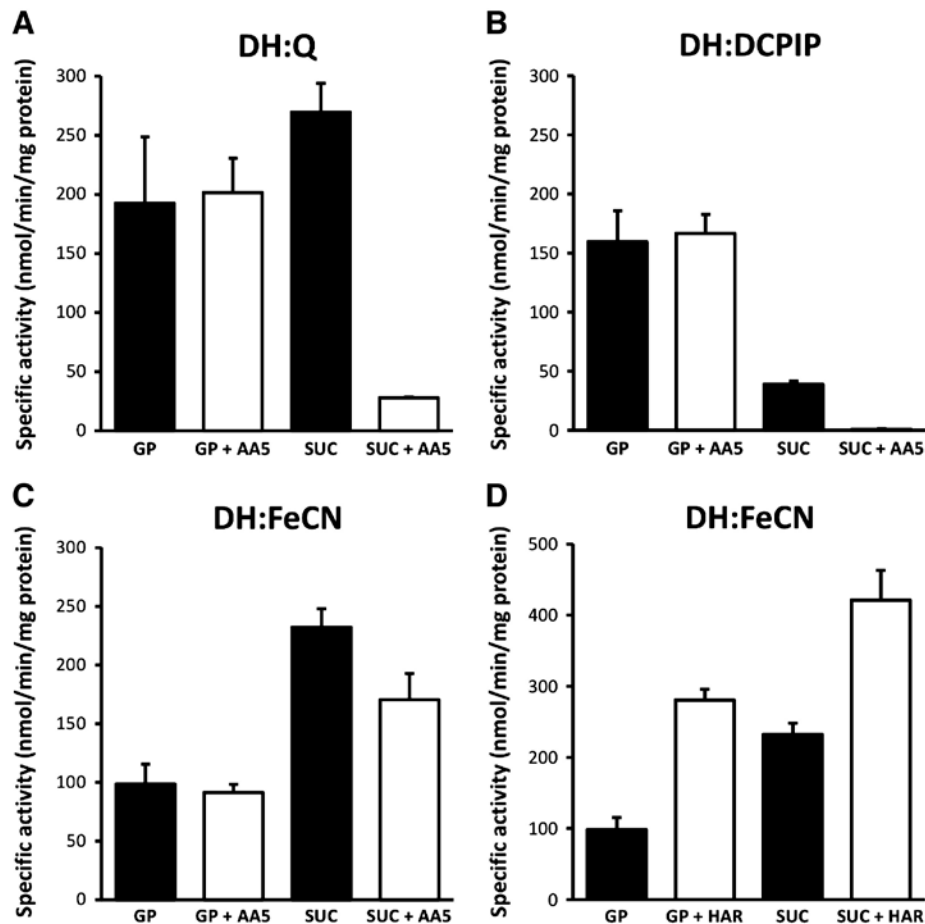 A
DH:Q
Specific activity (nmol/min/mg protein)
300
250
200
150
100
50
0
GP GP + AA5 SUC SUC + AA5
B
DH:DCPIP
Specific activity (nmol/min/mg protein)
300
250
200
150
100
50
0
GP GP + AA5 SUC SUC + AA5
C
DH:FeCN
Specific activity (nmol/min/mg protein)
300
250
200
150
100
50
0
GP GP + AA5 SUC SUC + AA5
D
DH:FeCN
Specific activity (nmol/min/mg protein)
500
400
300
200
100
0
GP GP + HAR SUC SUC + HAR